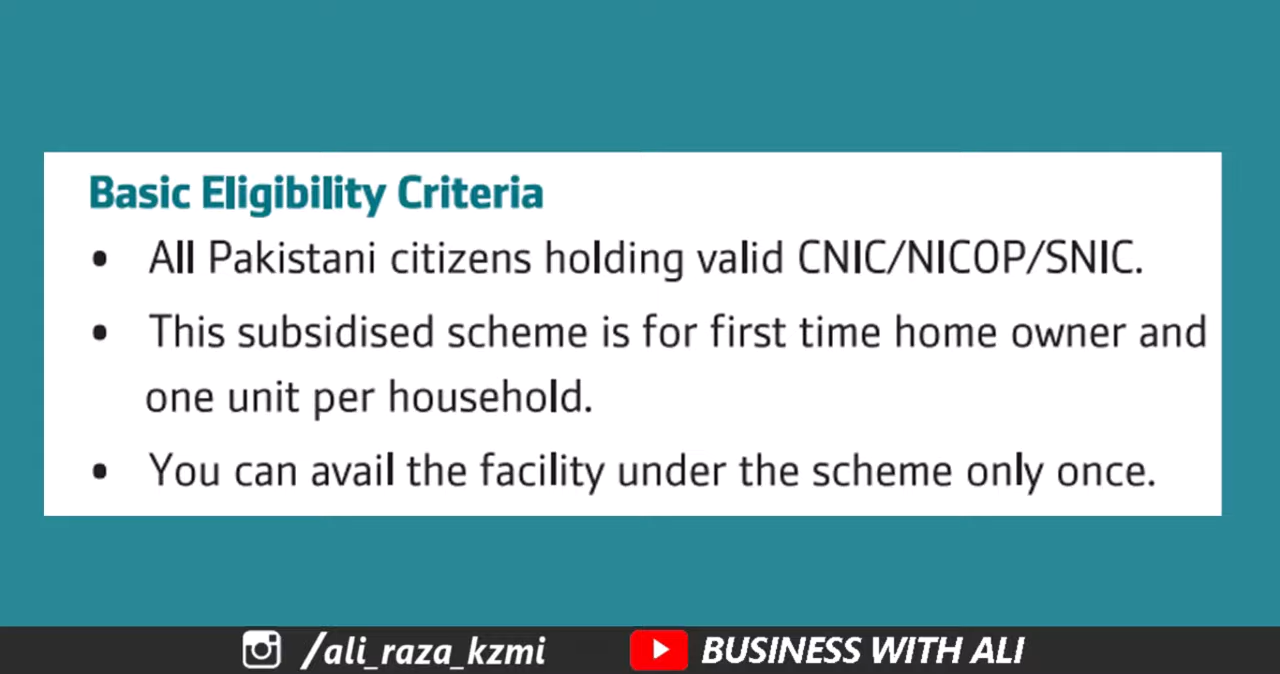 Basic Eligibility Criteria
• All Pakistani citizens holding valid CNIC/NICOP/SNIC.
• This subsidised scheme is for first time home owner and
one unit per household.
• You can avail the facility under the scheme only once.
/ali_raza_kzmi BUSINESS WITH ALI